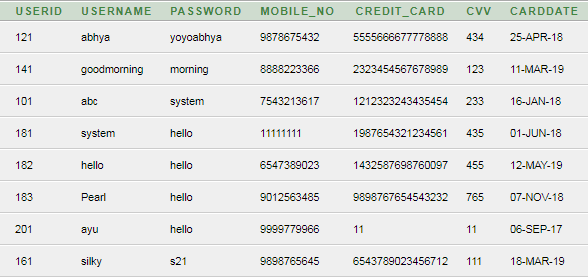 USERID USERNAME PASSWORD MOBILE_NO CREDIT_CARD CVV CARDDATE
121 abhya yoyoabhya 9878675432 5555666677778888 434 25-APR-18
141 goodmorning morning 8888223366 2323454567678989 123 11-MAR-19
101 abc system 7543213617 1212323243435454 233 16-JAN-18
181 system hello 11111111 1987654321234561 435 01-JUN-18
182 hello hello 6547389023 1432587698760097 455 12-MAY-19
183 Pearl hello 9012563485 9898767654543232 765 07-NOV-18
201 ayu hello 9999779966 11 11 06-SEP-17
161 silky s21 9898765645 6543789023456712 111 18-MAR-19